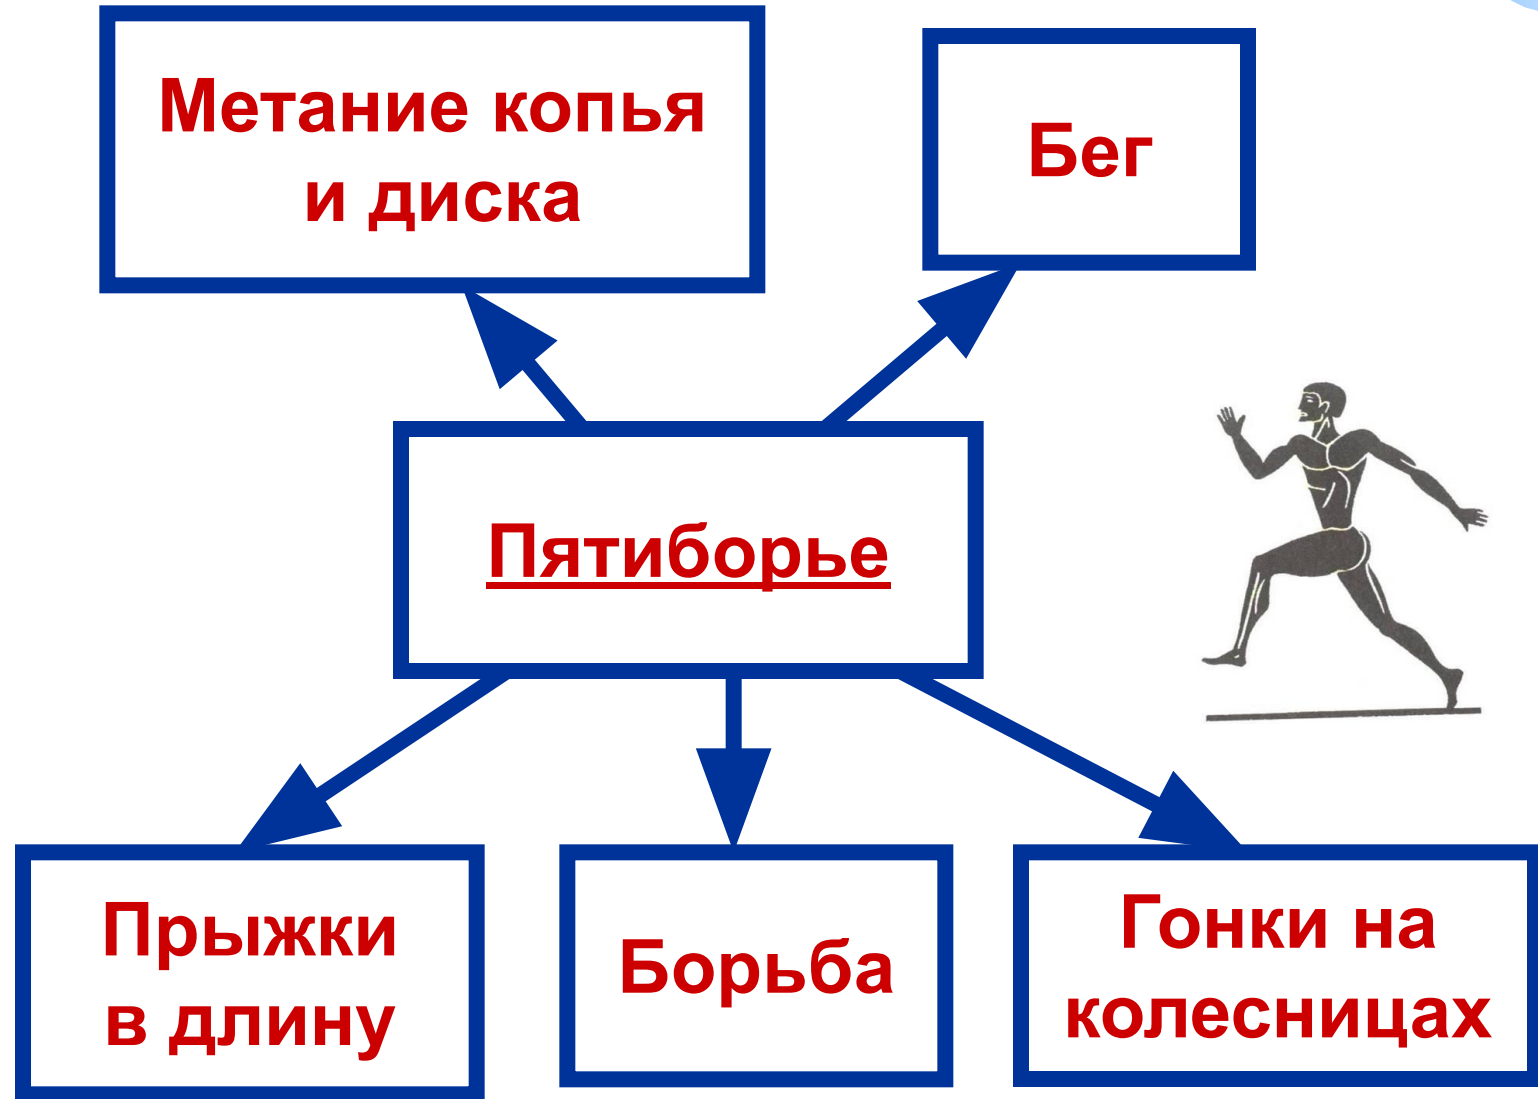 Метание копья
и диска
Бег
Пятиборье
Прыжки
в длину
Борьба
Гонки на
колесницах